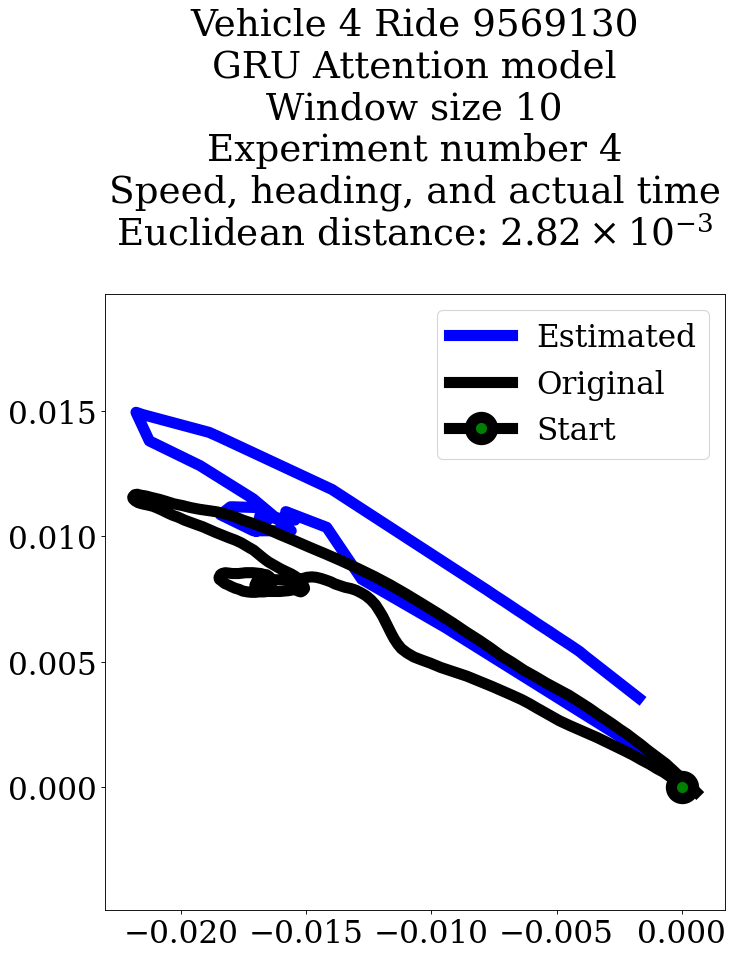 Vehicle 4 Ride 9569130
GRU Attention model
Window size 10
Experiment number 4
Speed, heading, and actual time
Euclidean distance: 2.82 × 10⁻³
Estimated
Original
Start
0.015
0.010
0.005
0.000
−0.020 −0.015 −0.010 −0.005 0.000